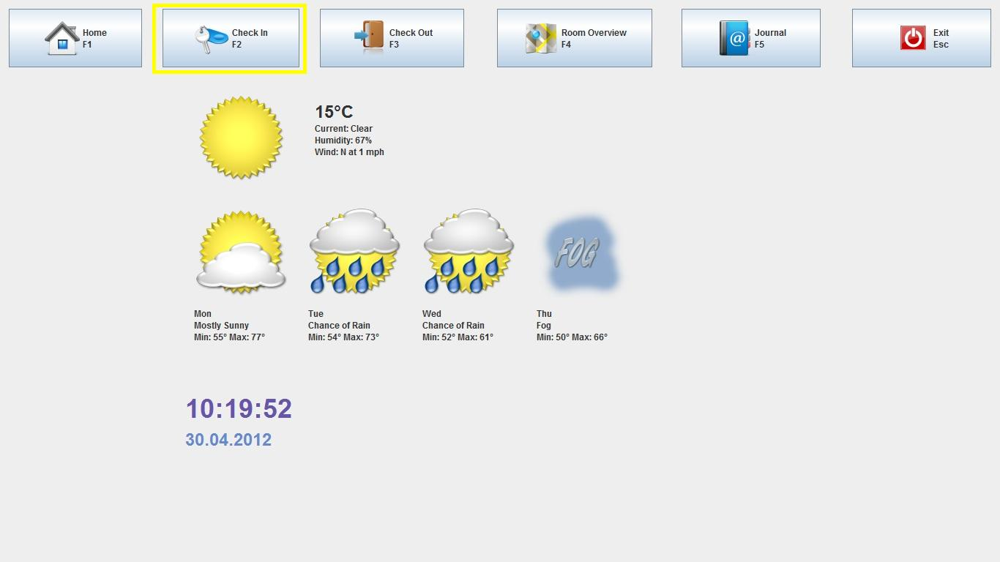 Home
F1
Check In
F2
Check Out
F3
Room Overview
F4
@
Journal
F5
Exit
Esc
15°C
Current: Clear
Humidity: 67%
Wind: N at 1 mph
FOG
Mon
Mostly Sunny
Min: 55° Max: 77°
Tue
Chance of Rain
Min: 54° Max: 73°
Wed
Chance of Rain
Min: 52° Max: 61°
Thu
Fog
Min: 50° Max: 66°
10:19:52
30.04.2012